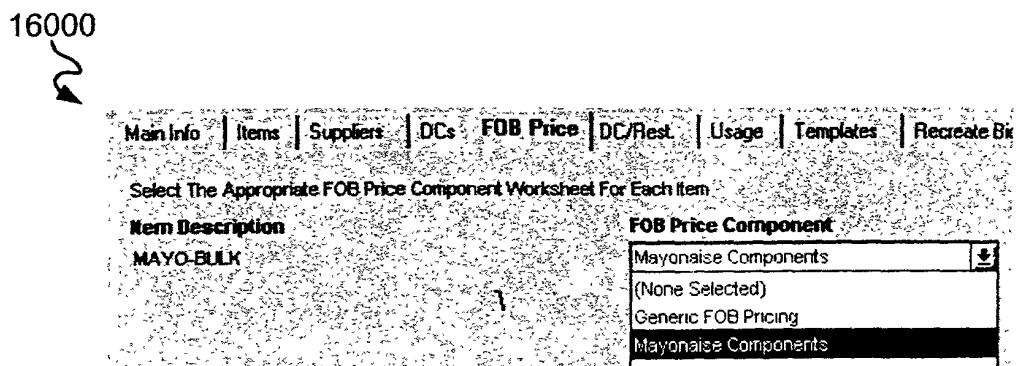 16000
Main Info Items Suppliers DCs FOB Price DC/Rest. Usage Templates Recreate Bid
Select The Appropriate FOB Price Component Worksheet For Each Item
Item Description FOB Price Component
MAYO-BULK Mayonaise Components
(None Selected)
Generic FOB Pricing
Mayonaise Components